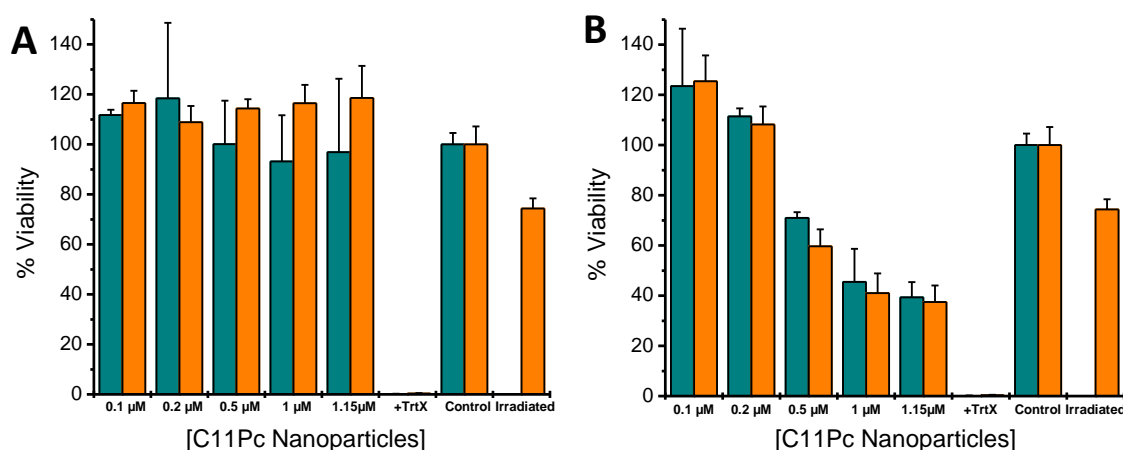 A
% Viability
140
120
100
80
60
40
20
0
0.1 µM 0.2 µM 0.5 µM 1 µM 1.15µM +TrtX Control Irradiated
[C11Pc Nanoparticles]
B
% Viability
140
120
100
80
60
40
20
0
0.1 µM 0.2 µM 0.5 µM 1 µM 1.15µM +TrtX Control Irradiated
[C11Pc Nanoparticles]